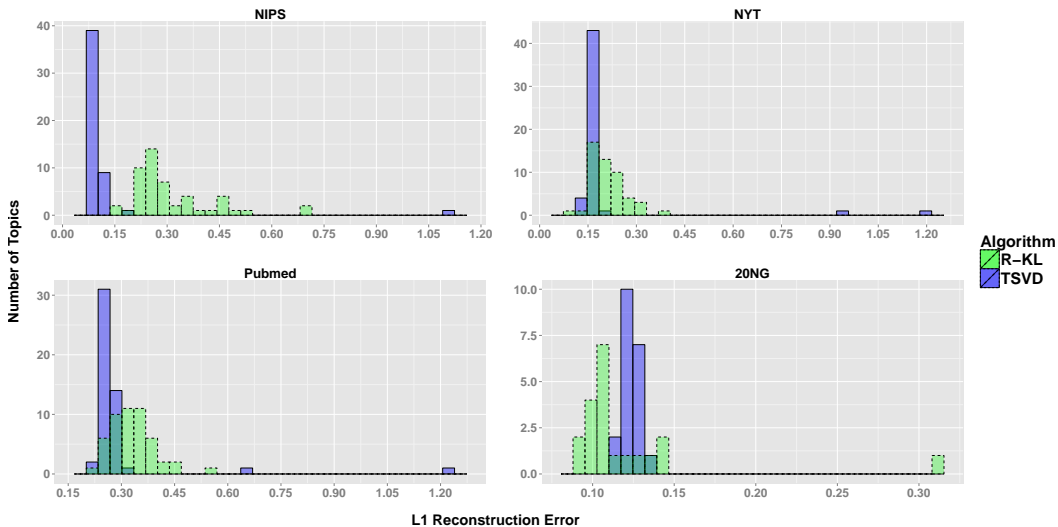 NIPS
NYT
40
30
20
10
0
0.00 0.15 0.30 0.45 0.60 0.75 0.90 1.05 1.20
40
30
20
10
0
0.00 0.15 0.30 0.45 0.60 0.75 0.90 1.05 1.20
Number of Topics
Pubmed
20NG
30
20
10
0
0.15 0.30 0.45 0.60 0.75 0.90 1.05 1.20
10.0
7.5
5.0
2.5
0.0
0.10 0.15 0.20 0.25 0.30
L1 Reconstruction Error
Algorithm
R−KL
TSVD